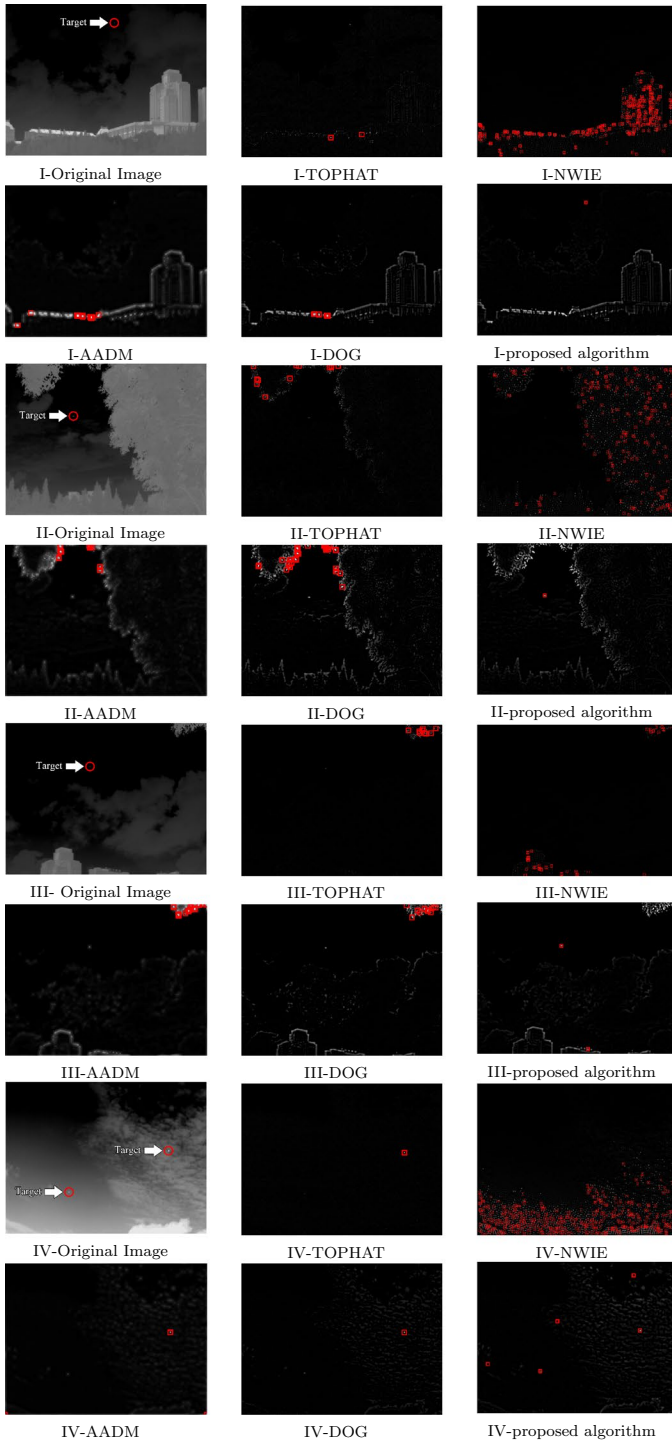 Target
I-Original Image
I-TOPHAT
I-NWIE
I-AADM
I-DOG
I-proposed algorithm
Target
II-Original Image
II-TOPHAT
II-NWIE
II-AADM
II-DOG
II-proposed algorithm
Target
III- Original Image
III-TOPHAT
III-NWIE
III-AADM
III-DOG
III-proposed algorithm
Target
Target
IV-Original Image
IV-TOPHAT
IV-NWIE
IV-AADM
IV-DOG
IV-proposed algorithm